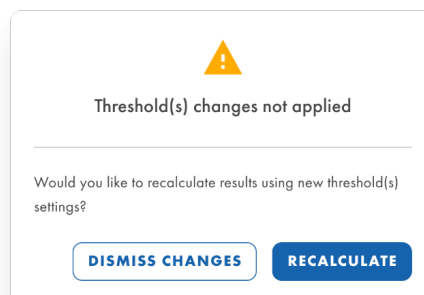 Threshold(s) changes not applied
Would you like to recalculate results using new threshold(s)
settings?
DISMISS CHANGES
RECALCULATE